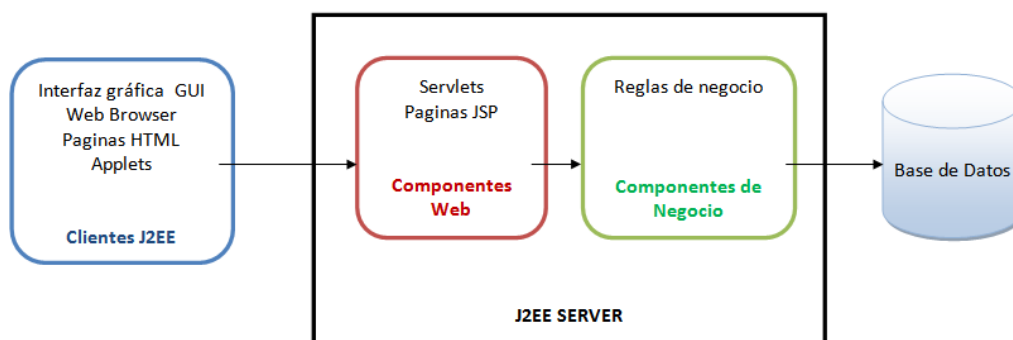 Interfaz gráfica GUI
Web Browser
Paginas HTML
Applets
Clientes J2EE
Servlets
Paginas JSP
Componentes
Web
Reglas de negocio
Componentes de
Negocio
J2EE SERVER
Base de Datos